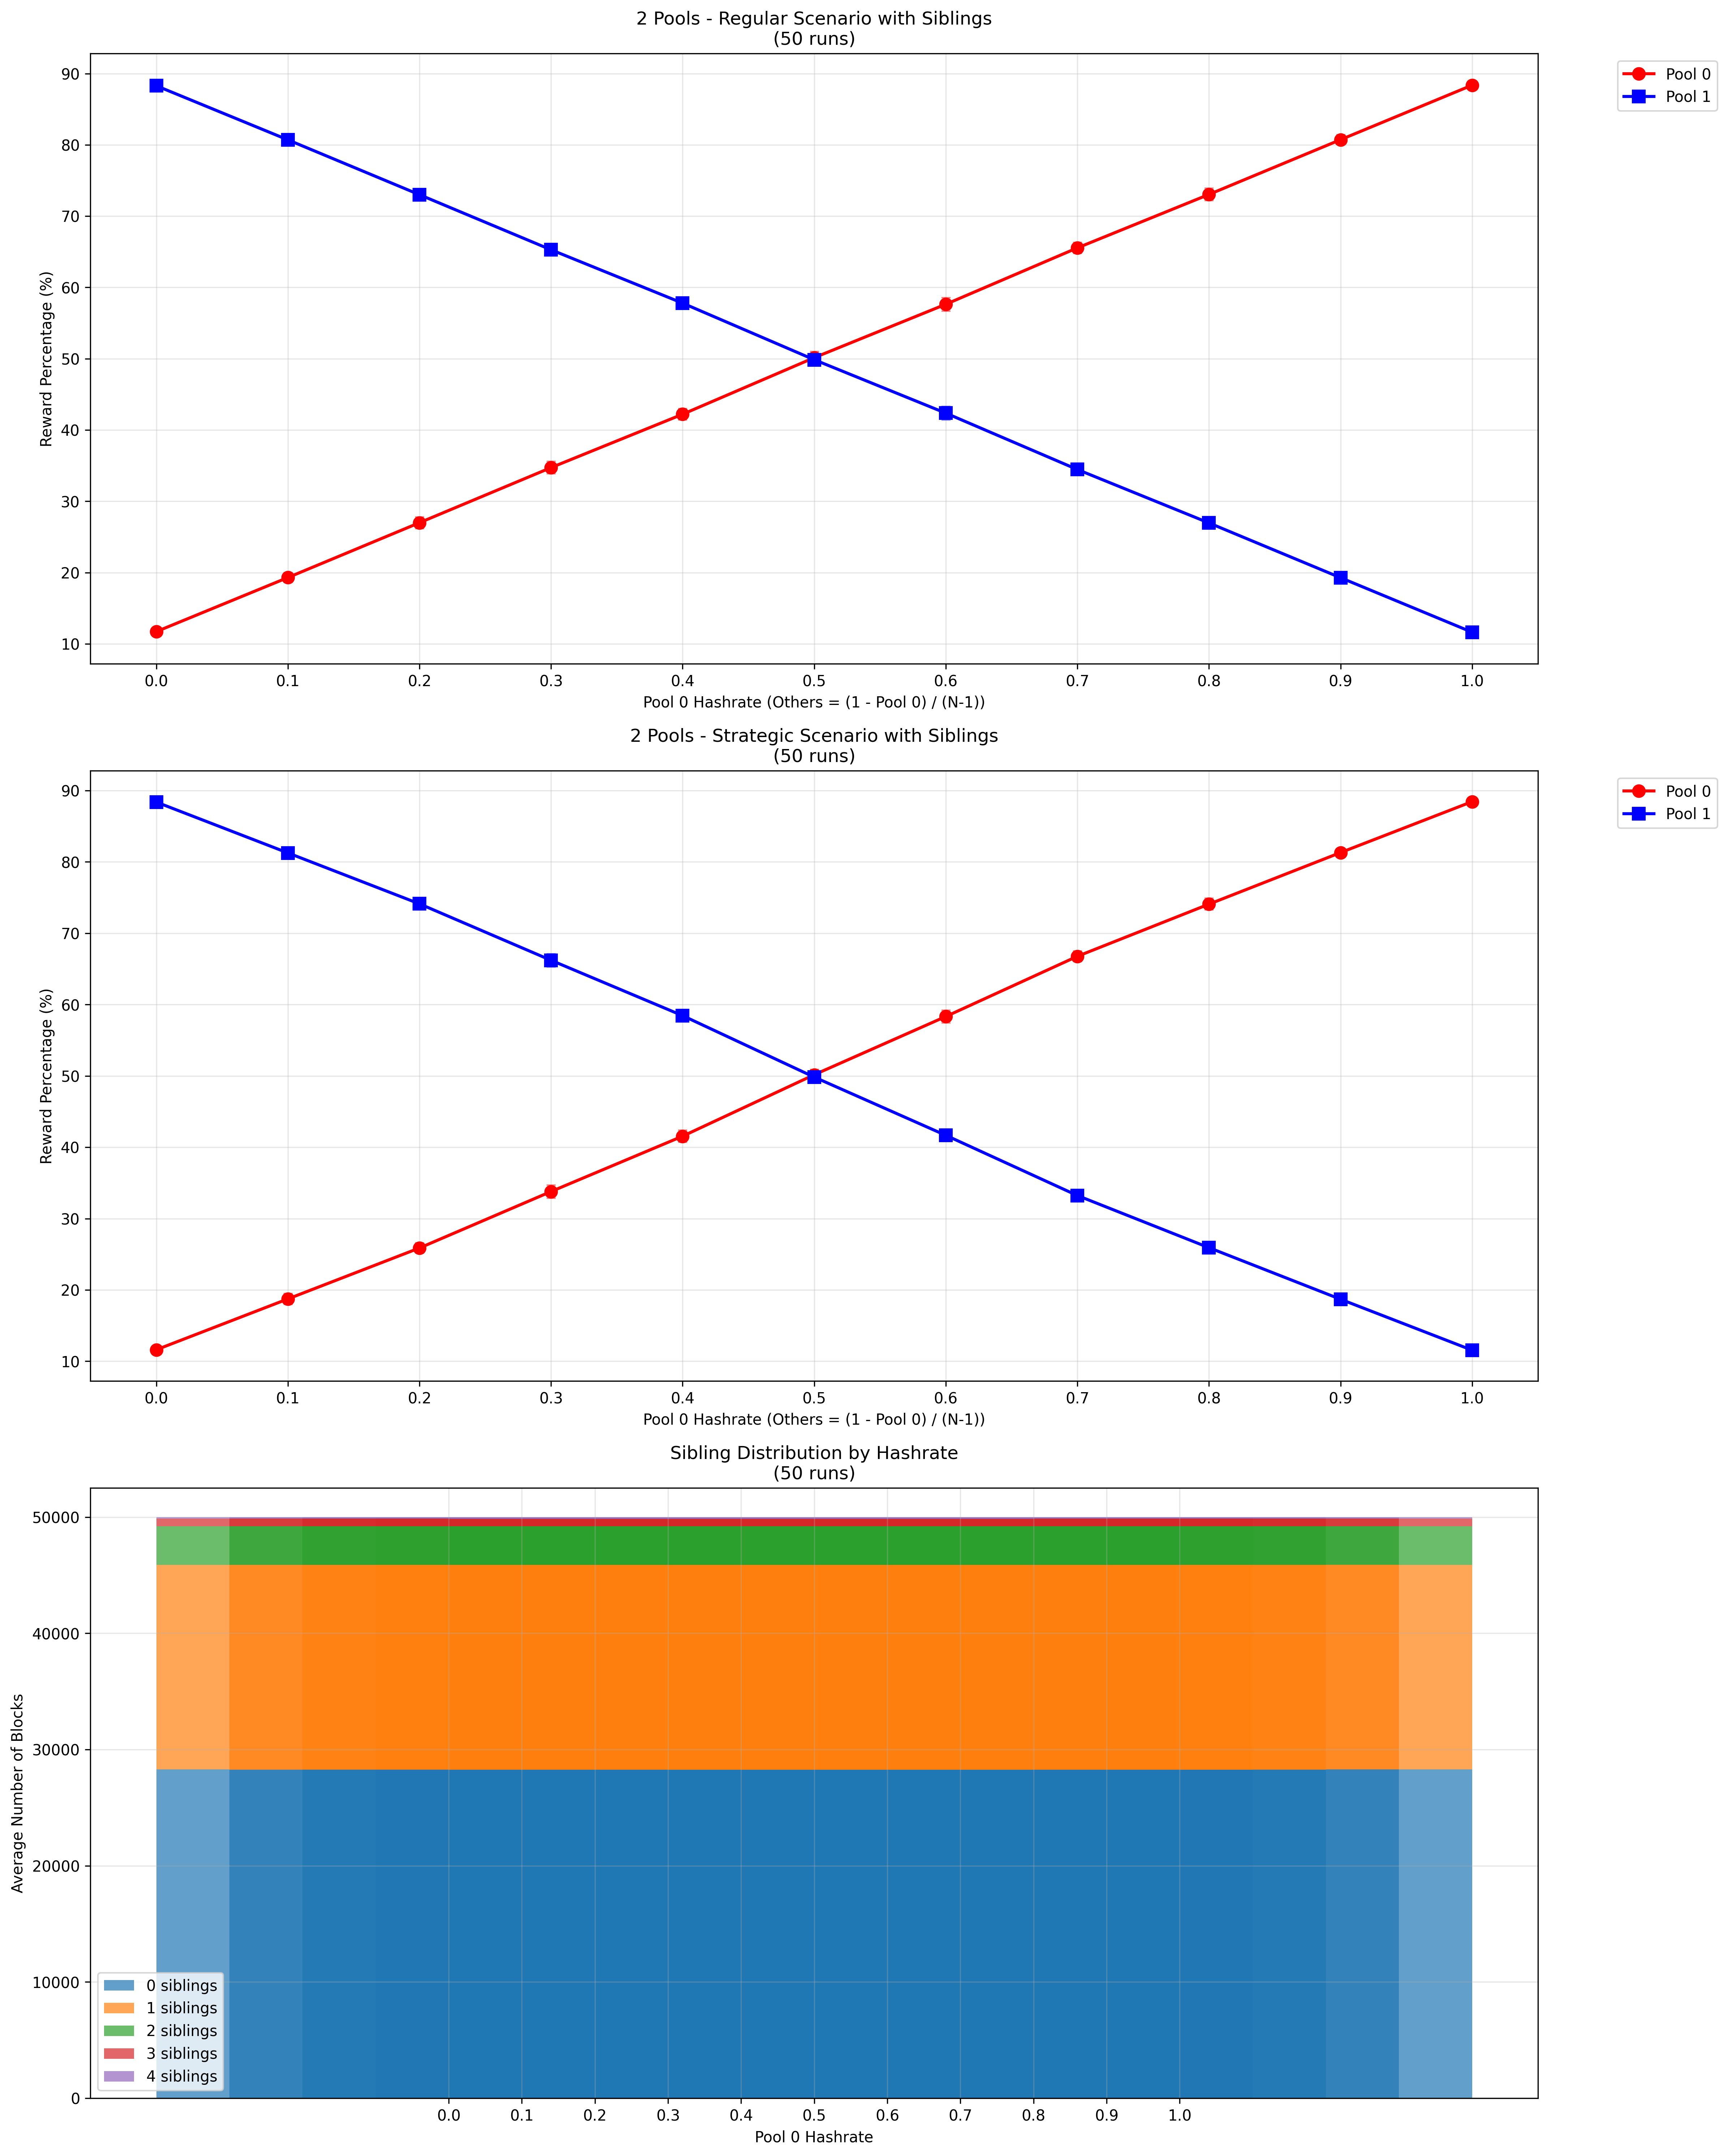 2 Pools - Regular Scenario with Siblings
(50 runs)
Pool 0
Pool 1
Reward Percentage (%)
90
80
70
60
50
40
30
20
10
0.0 0.1 0.2 0.3 0.4 0.5 0.6 0.7 0.8 0.9 1.0
Pool 0 Hashrate (Others = (1 - Pool 0) / (N-1))
2 Pools - Strategic Scenario with Siblings
(50 runs)
Pool 0
Pool 1
Reward Percentage (%)
90
80
70
60
50
40
30
20
10
0.0 0.1 0.2 0.3 0.4 0.5 0.6 0.7 0.8 0.9 1.0
Pool 0 Hashrate (Others = (1 - Pool 0) / (N-1))
Sibling Distribution by Hashrate
(50 runs)
Average Number of Blocks
50000
40000
30000
20000
10000
0
0 siblings
1 siblings
2 siblings
3 siblings
4 siblings
0.0 0.1 0.2 0.3 0.4 0.5 0.6 0.7 0.8 0.9 1.0
Pool 0 Hashrate